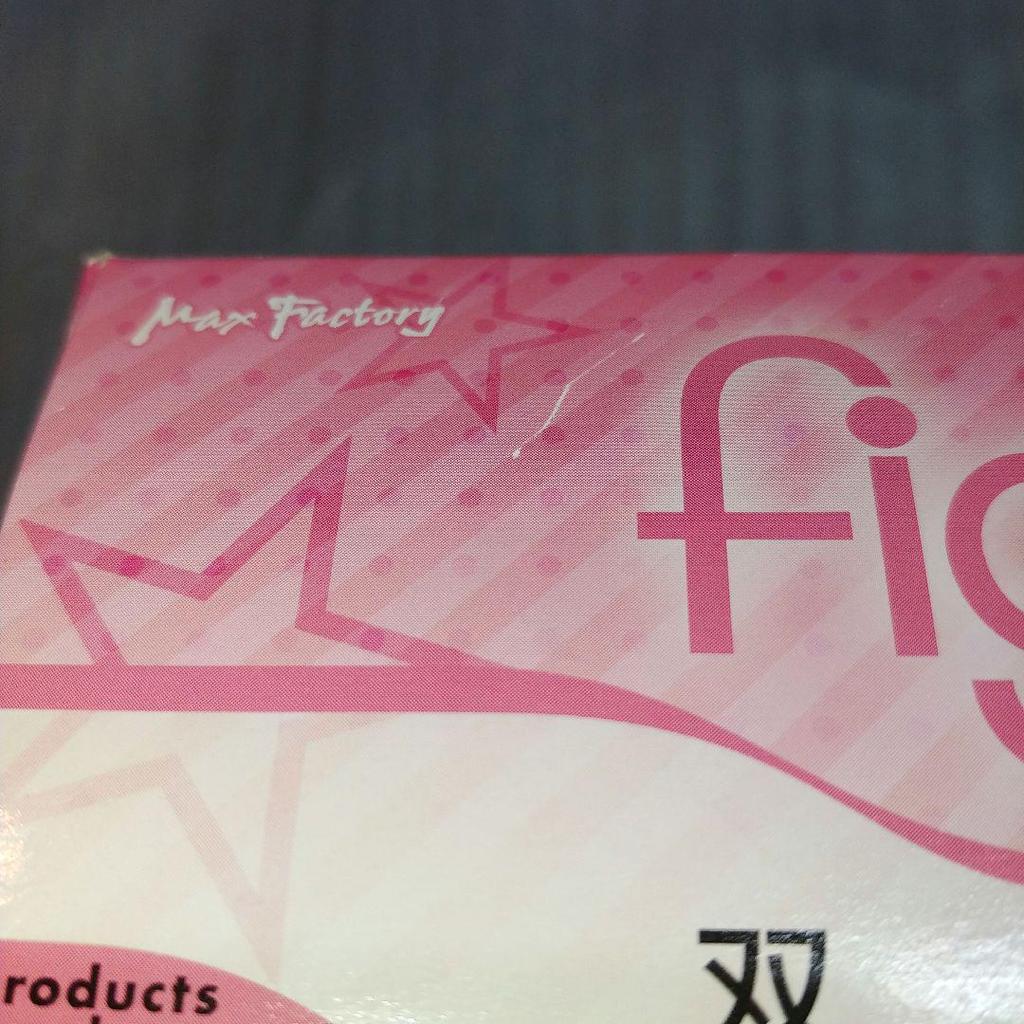 Max Factory
fig
双
roducts